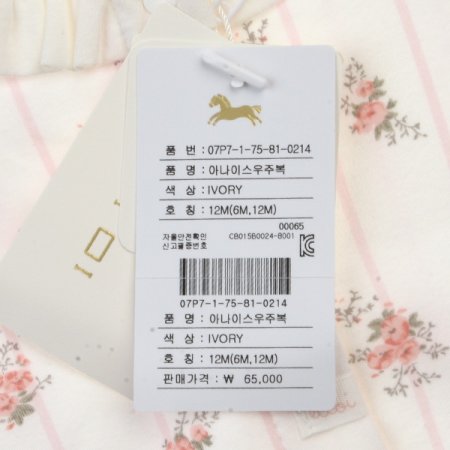 품 번 : 07P7-1-75-81-0214
품 명 : 아나이스우주복
색 상 : IVORY
호 칭 : 12M(6M,12M)
00065
자율안전확인
신고필증번호
CB015B0024-8001
07P7-1-75-81-0214
품 명 : 아나이스우주복
색 상 : IVORY
호 칭 : 12M(6M,12M)
판매가격 : ₩ 65,000